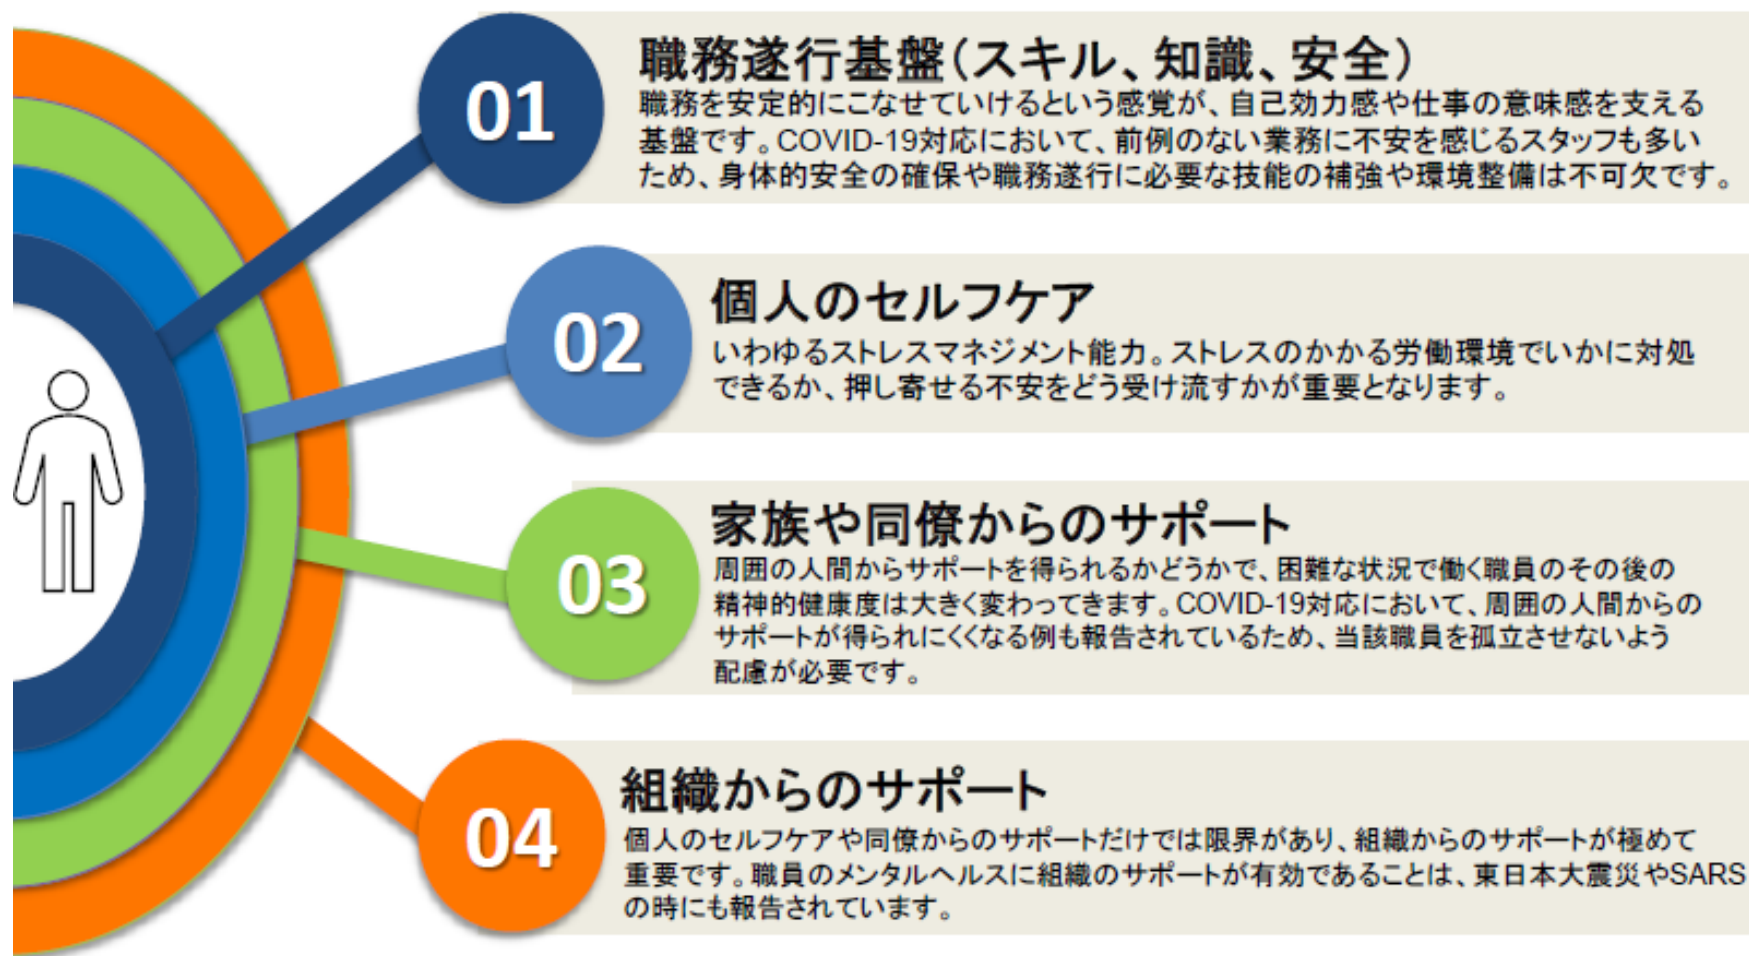 01
職務遂行基盤(スキル、知識、安全)
職務を安定的にこなせていけるという感覚が、自己効力感や仕事の意味感を支える
基盤です。COVID-19対応において、前例のない業務に不安を感じるスタッフも多い
ため、身体的安全の確保や職務遂行に必要な技能の補強や環境整備は不可欠です。
02
個人のセルフケア
いわゆるストレスマネジメント能力。ストレスのかかる労働環境でいかに対処
できるか、押し寄せる不安をどう受け流すかが重要となります。
03
家族や同僚からのサポート
周囲の人間からサポートを得られるかどうかで、困難な状況で働く職員のその後の
精神的健康度は大きく変わってきます。COVID-19対応において、周囲の人間からの
サポートが得られにくくなる例も報告されているため、当該職員を孤立させないよう
配慮が必要です。
04
組織からのサポート
個人のセルフケアや同僚からのサポートだけでは限界があり、組織からのサポートが極めて
重要です。職員のメンタルヘルスに組織のサポートが有効であることは、東日本大震災やSARS
の時にも報告されています。